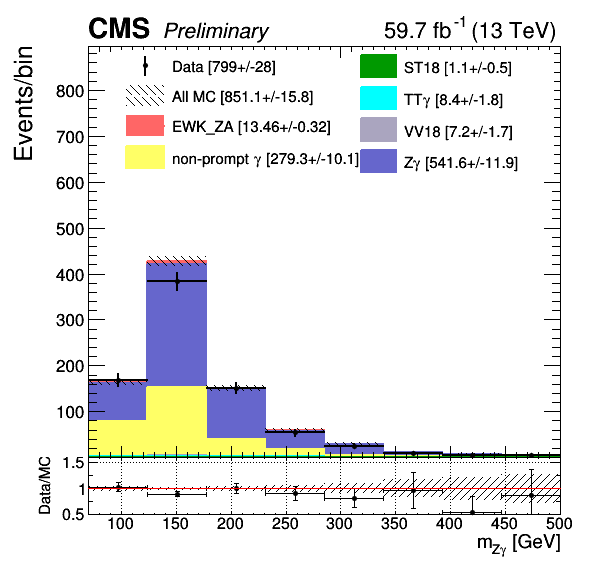 CMS Preliminary 59.7 fb⁻¹ (13 TeV)
Events/bin
Data [799+/-28]
All MC [851.1+/-15.8]
EWK_ZA [13.46+/-0.32]
non-prompt γ [279.3+/-10.1]
ST18 [1.1+/-0.5]
TTγ [8.4+/-1.8]
VV18 [7.2+/-1.7]
Zγ [541.6+/-11.9]
800
700
600
500
400
300
200
100
Data/MC
1.5
1
0.5
100 150 200 250 300 350 400 450 500
m_Zγ [GeV]